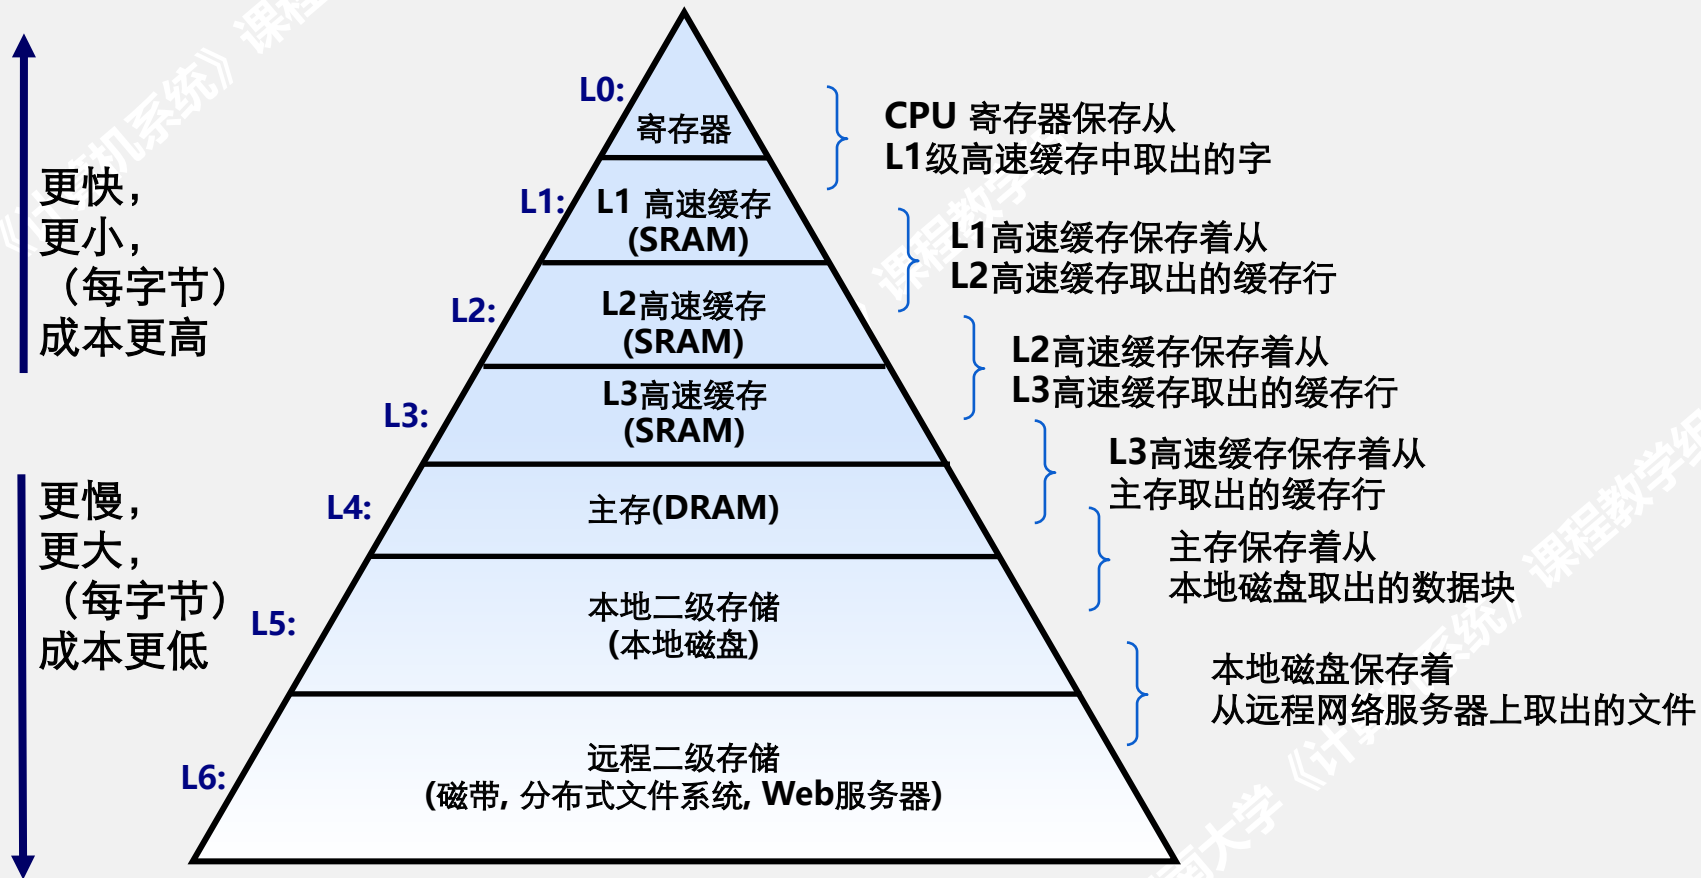 更快，
更小，
（每字节）
成本更高
更慢，
更大，
（每字节）
成本更低
L0:
寄存器
L1:
L1 高速缓存
(SRAM)
L2:
L2高速缓存
(SRAM)
L3:
L3高速缓存
(SRAM)
L4:
主存(DRAM)
L5:
本地二级存储
(本地磁盘)
L6:
远程二级存储
(磁带, 分布式文件系统, Web服务器)
CPU 寄存器保存从
L1级高速缓存中取出的字
L1高速缓存保存着从
L2高速缓存取出的缓存行
L2高速缓存保存着从
L3高速缓存取出的缓存行
L3高速缓存保存着从
主存取出的缓存行
主存保存着从
本地磁盘取出的数据块
本地磁盘保存着
从远程网络服务器上取出的文件